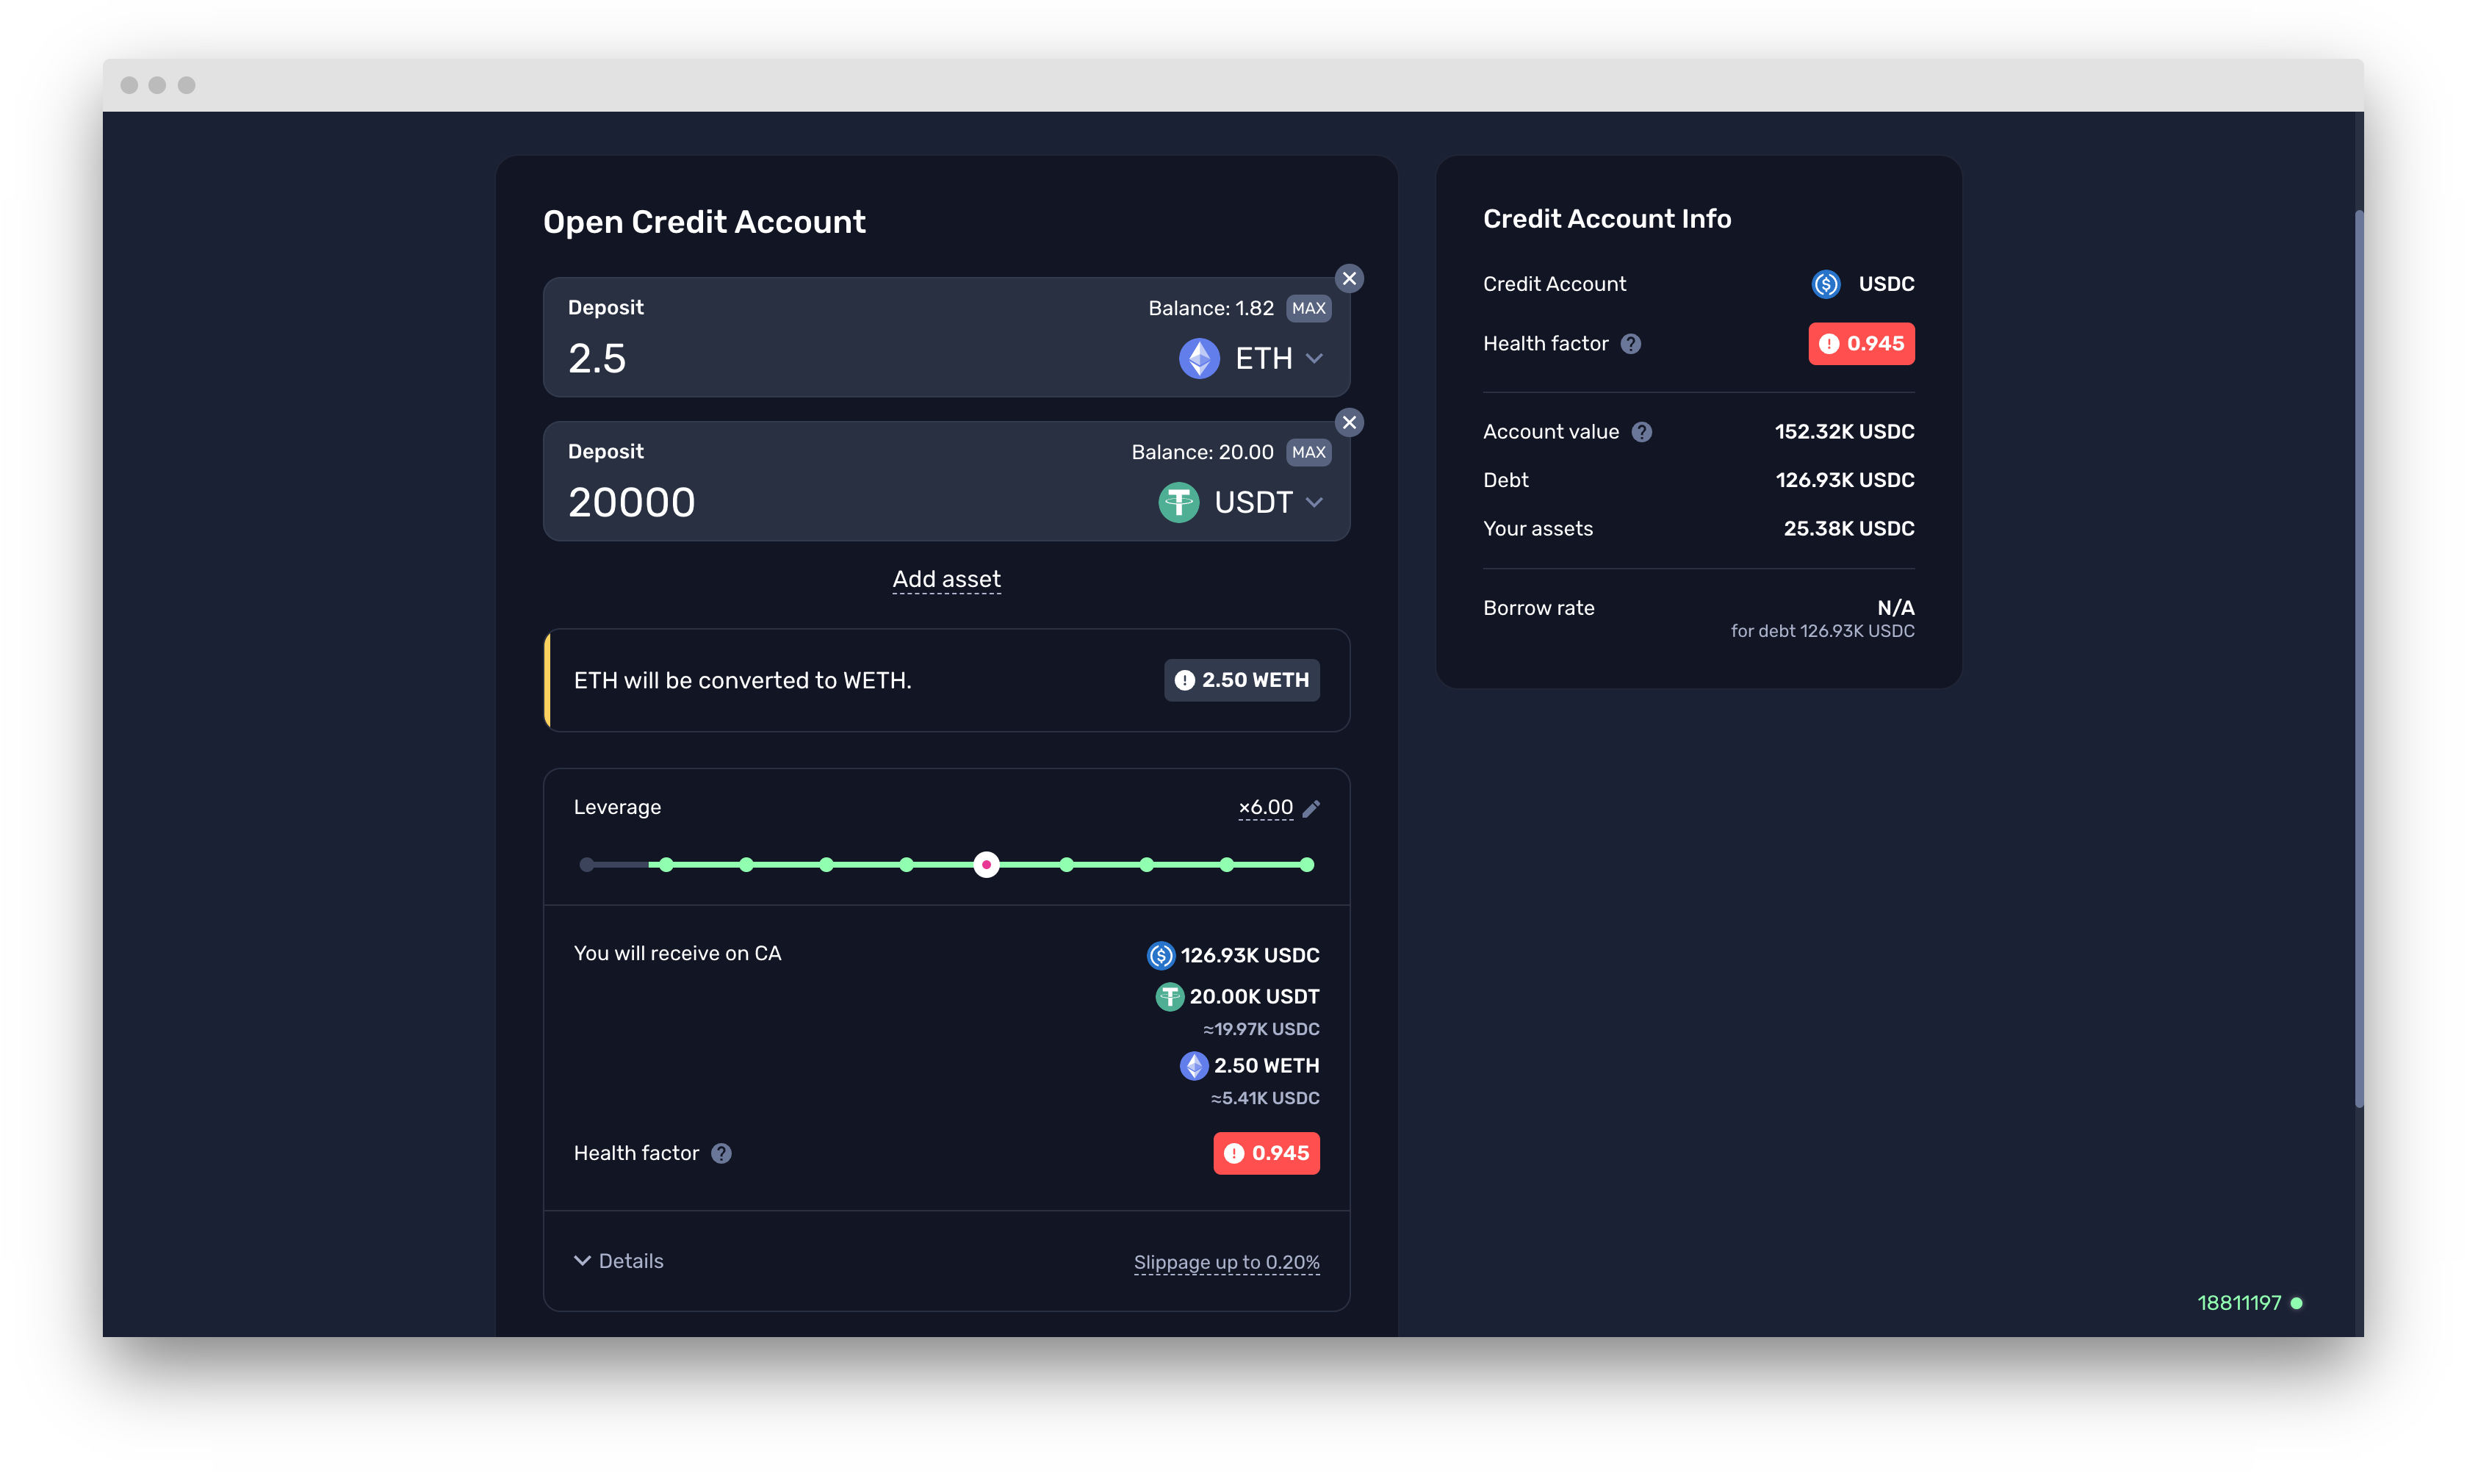 Open Credit Account
Deposit
Balance: 1.82 MAX
2.5
ETH
Deposit
Balance: 20.00 MAX
20000
USDT
Add asset
ETH will be converted to WETH.
2.50 WETH
Leverage
×6.00
You will receive on CA
126.93K USDC
20.00K USDT
≈19.97K USDC
2.50 WETH
≈5.41K USDC
Health factor ?
! 0.945
Details
Slippage up to 0.20%
Credit Account Info
Credit Account
USDC
Health factor ?
! 0.945
Account value ?
152.32K USDC
Debt
126.93K USDC
Your assets
25.38K USDC
Borrow rate
N/A
for debt 126.93K USDC
18811197